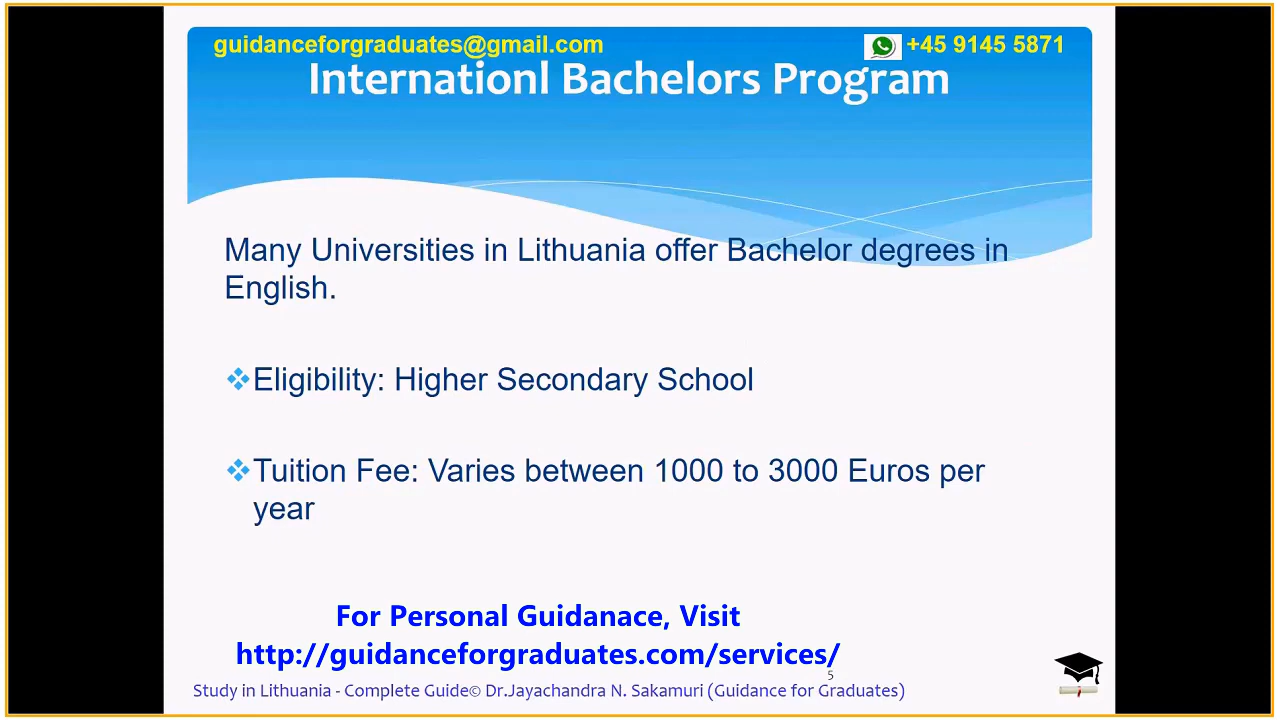 guidanceforgraduates@gmail.com
+45 9145 5871
Internationl Bachelors Program
Many Universities in Lithuania offer Bachelor degrees in
English.
Eligibility: Higher Secondary School
Tuition Fee: Varies between 1000 to 3000 Euros per
year
For Personal Guidanace, Visit
http://guidanceforgraduates.com/services/
5
Study in Lithuania - Complete Guide© Dr.Jayachandra N. Sakamuri (Guidance for Graduates)